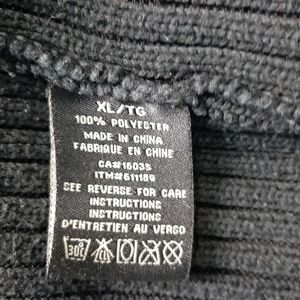 XL/TG
100% POLYESTER
MADE IN CHINA
FABRIQUE EN CHINE
CA#16035
ITM#611189
SEE REVERSE FOR CARE
INSTRUCTIONS
INSTRUCTIONS
D'ENTRETIEN AU VERSO
30C